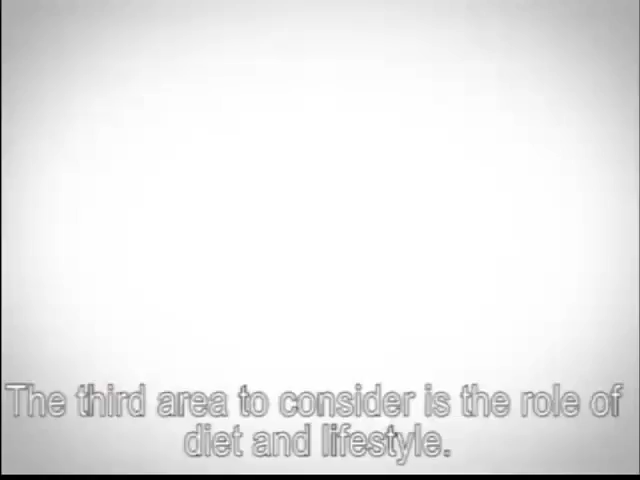 The third area to consider is the role of
diet and lifestyle.